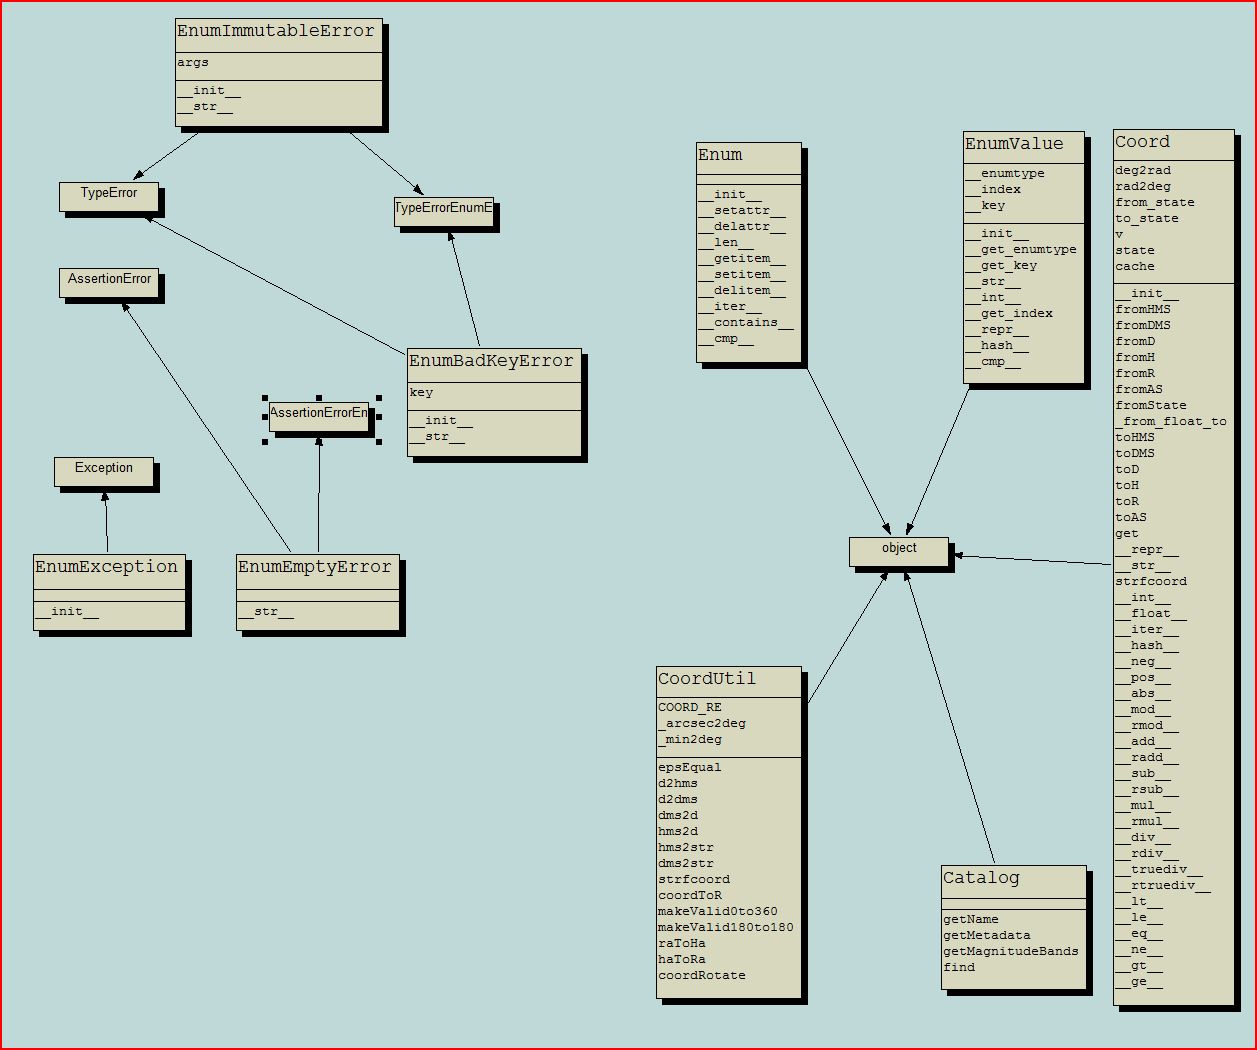 EnumImmutableError
args
__init__
__str__
TypeError
TypeErrorEnumE
AssertionError
EnumBadKeyError
key
__init__
__str__
AssertionErrorEn
Exception
EnumException
__init__
EnumEmptyError
__str__
Enum
__init__
__setattr__
__delattr__
__len__
__getitem__
__setitem__
__delitem__
__iter__
__contains__
__cmp__
EnumValue
__enumtype
__index
__key
__init__
__get_enumtype
__get_key
__str__
__int__
__get_index
__repr__
__hash__
__cmp__
Coord
deg2rad
rad2deg
from_state
to_state
v
state
cache
__init__
fromHMS
fromDMS
fromD
fromH
fromR
fromAS
fromState
_from_float_to
toHMS
toDMS
toD
toH
toR
toAS
get
__repr__
__str__
strfcoord
__int__
__float__
__iter__
__hash__
__neg__
__pos__
__abs__
__mod__
__rmod__
__add__
__radd__
__sub__
__rsub__
__mul__
__rmul__
__div__
__rdiv__
__truediv__
__rtruediv__
__lt__
__le__
__eq__
__ne__
__gt__
__ge__
object
CoordUtil
COORD_RE
_arcsec2deg
_min2deg
epsEqual
d2hms
d2dms
dms2d
hms2d
hms2str
dms2str
strfcoord
coordToR
makeValid0to360
makeValid180to180
raToHa
haToRa
coordRotate
Catalog
getName
getMetadata
getMagnitudeBands
find